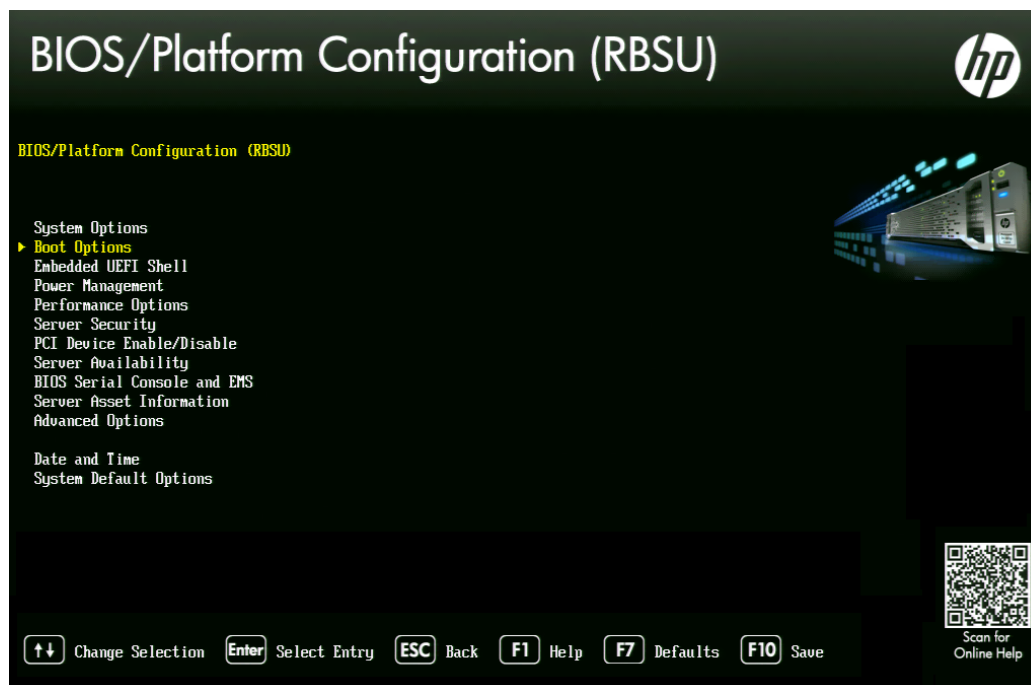 BIOS/Platform Configuration (RBSU)
hp
BIOS/Platform Configuration (RBSU)
System Options
Boot Options
Embedded UEFI Shell
Power Management
Performance Options
Server Security
PCI Device Enable/Disable
Server Availability
BIOS Serial Console and EMS
Server Asset Information
Advanced Options
Date and Time
System Default Options
↑↓ Change Selection Enter Select Entry ESC Back F1 Help F7 Defaults F10 Save
Scan for
Online Help